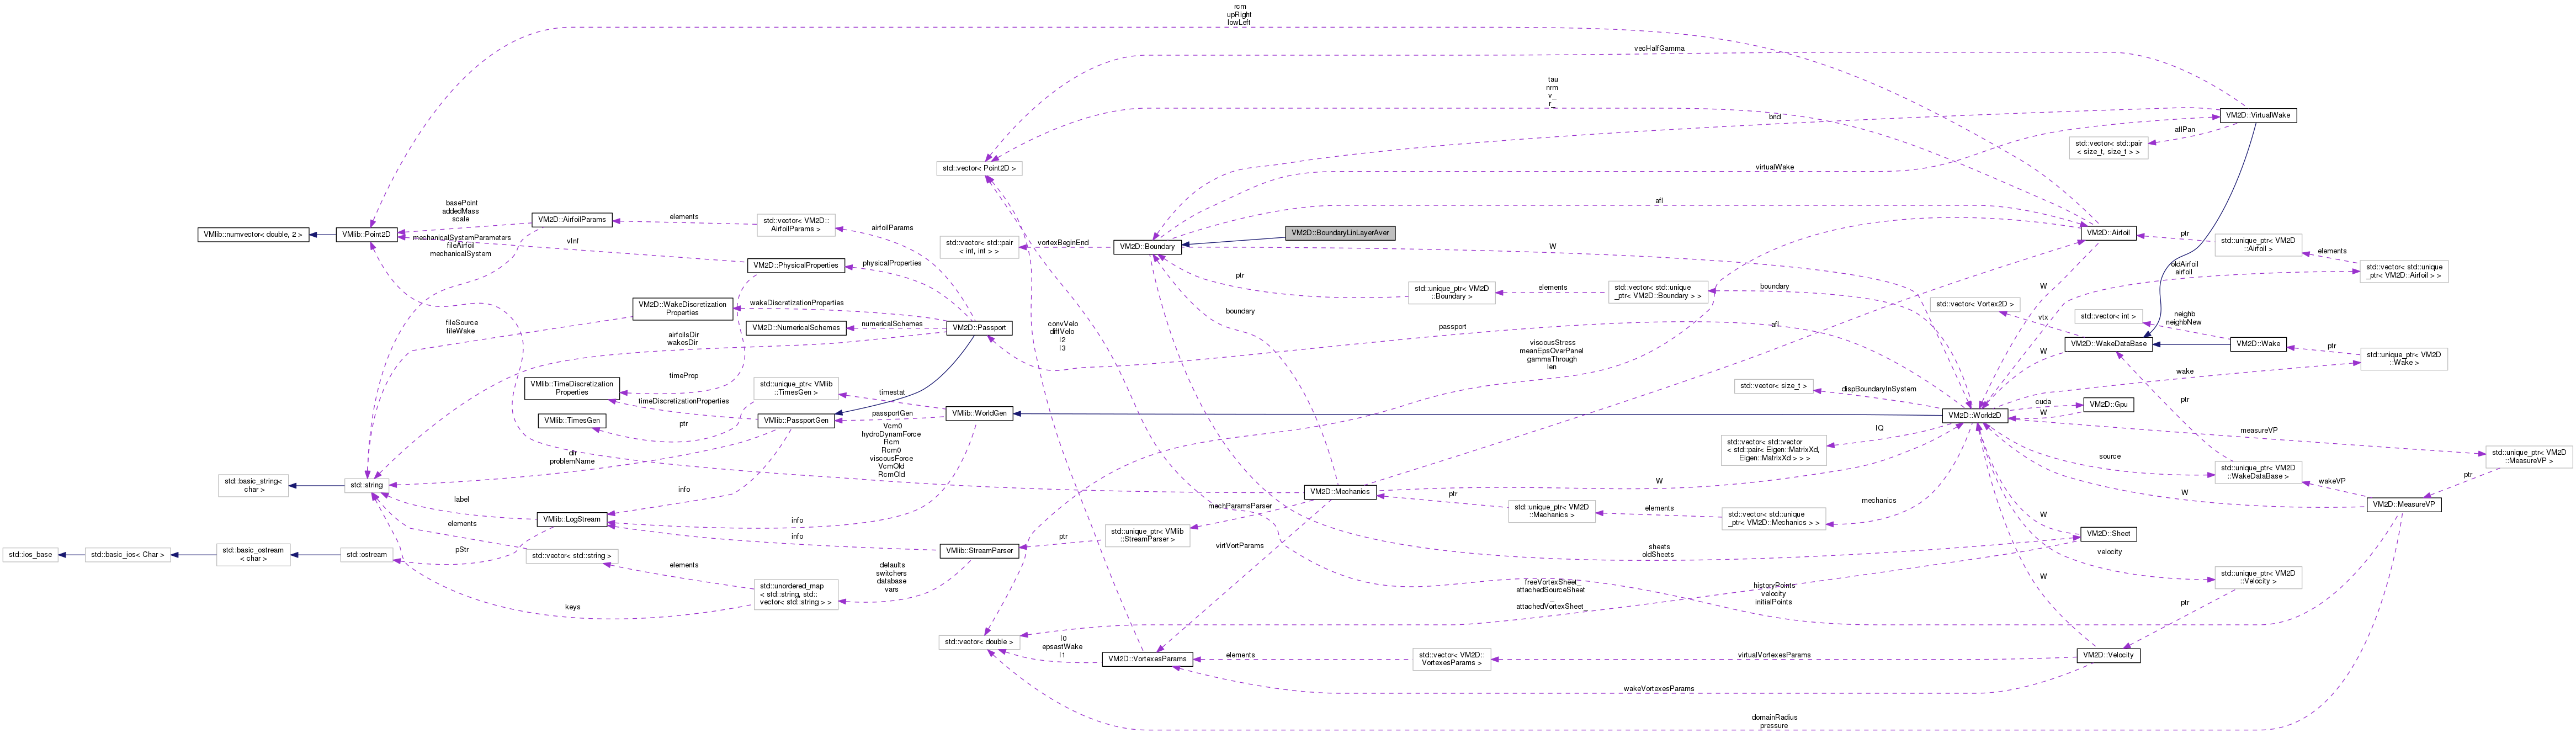 rcm
upRight
lowLeft
vecHalfGamma
tau
nrm
v_
r_
bnd
VM2D::VirtualWake
aflPan
std::vector< std::pair
< size_t, size_t > >
std::vector< Point2D >
virtualWake
basePoint
addedMass
scale
VM2D::AirfoilParams
elements
std::vector< VM2D::
AirfoilParams >
airfoilParams
afl
VMlib::numvector< double, 2 >
VMlib::Point2D
mechanicalSystemParameters
fileAirfoil
mechanicalSystem
vInf
std::vector< std::pair
< int, int > >
vortexBeginEnd
VM2D::Boundary
VM2D::BoundaryLinLayerAver
W
VM2D::Airfoil
ptr
std::unique_ptr< VM2D
::Airfoil >
elements
std::vector< std::unique
_ptr< VM2D::Airfoil > >
oldAirfoil
airfoil
VM2D::PhysicalProperties
physicalProperties
ptr
std::unique_ptr< VM2D
::Boundary >
elements
std::vector< std::unique
_ptr< VM2D::Boundary > >
boundary
W
VM2D::WakeDiscretization
Properties
wakeDiscretizationProperties
std::vector< Vortex2D >
vtx
std::vector< int >
neighb
neighbNew
fileSource
fileWake
VM2D::NumericalSchemes
numericalSchemes
VM2D::Passport
convVelo
diffVelo
I2
I3
boundary
passport
afl
VM2D::WakeDataBase
VM2D::Wake
ptr
std::unique_ptr< VM2D
::Wake >
airfoilsDir
wakesDir
viscousStress
meanEpsOverPanel
gammaThrough
len
W
wake
timeProp
VMlib::TimeDiscretization
Properties
timeDiscretizationProperties
std::unique_ptr< VMlib
::TimesGen >
timestat
std::vector< size_t >
dispBoundaryInSystem
cuda
W
VM2D::Gpu
ptr
VMlib::TimesGen
ptr
VMlib::PassportGen
passportGen
VMlib::WorldGen
VM2D::World2D
measureVP
Vcm0
hydroDynamForce
Rcm
Rcm0
viscousForce
VcmOld
RcmOld
std::vector< std::vector
< std::pair< Eigen::MatrixXd,
Eigen::MatrixXd > > >
IQ
source
std::unique_ptr< VM2D
::WakeDataBase >
std::unique_ptr< VM2D
::MeasureVP >
dir
problemName
std::basic_string<
char >
std::string
info
label
VM2D::Mechanics
W
ptr
wakeVP
VM2D::MeasureVP
W
ptr
mechParamsParser
std::unique_ptr< VM2D
::Mechanics >
elements
std::vector< std::unique
_ptr< VM2D::Mechanics > >
mechanics
VMlib::LogStream
info
info
elements
W
VM2D::Sheet
pStr
std::vector< std::string >
VMlib::StreamParser
ptr
std::unique_ptr< VMlib
::StreamParser >
virtVortParams
sheets
oldSheets
velocity
std::ios_base
std::basic_ios< Char >
std::basic_ostream
< char >
std::ostream
elements
defaults
switchers
database
vars
std::unordered_map
< std::string, std::
vector< std::string > >
keys
freeVortexSheet_
attachedSourceSheet
_
attachedVortexSheet_
historyPoints
velocity
initialPoints
W
std::unique_ptr< VM2D
::Velocity >
ptr
std::vector< double >
I0
epsastWake
I1
VM2D::VortexesParams
elements
std::vector< VM2D::
VortexesParams >
virtualVortexesParams
VM2D::Velocity
wakeVortexesParams
domainRadius
pressure